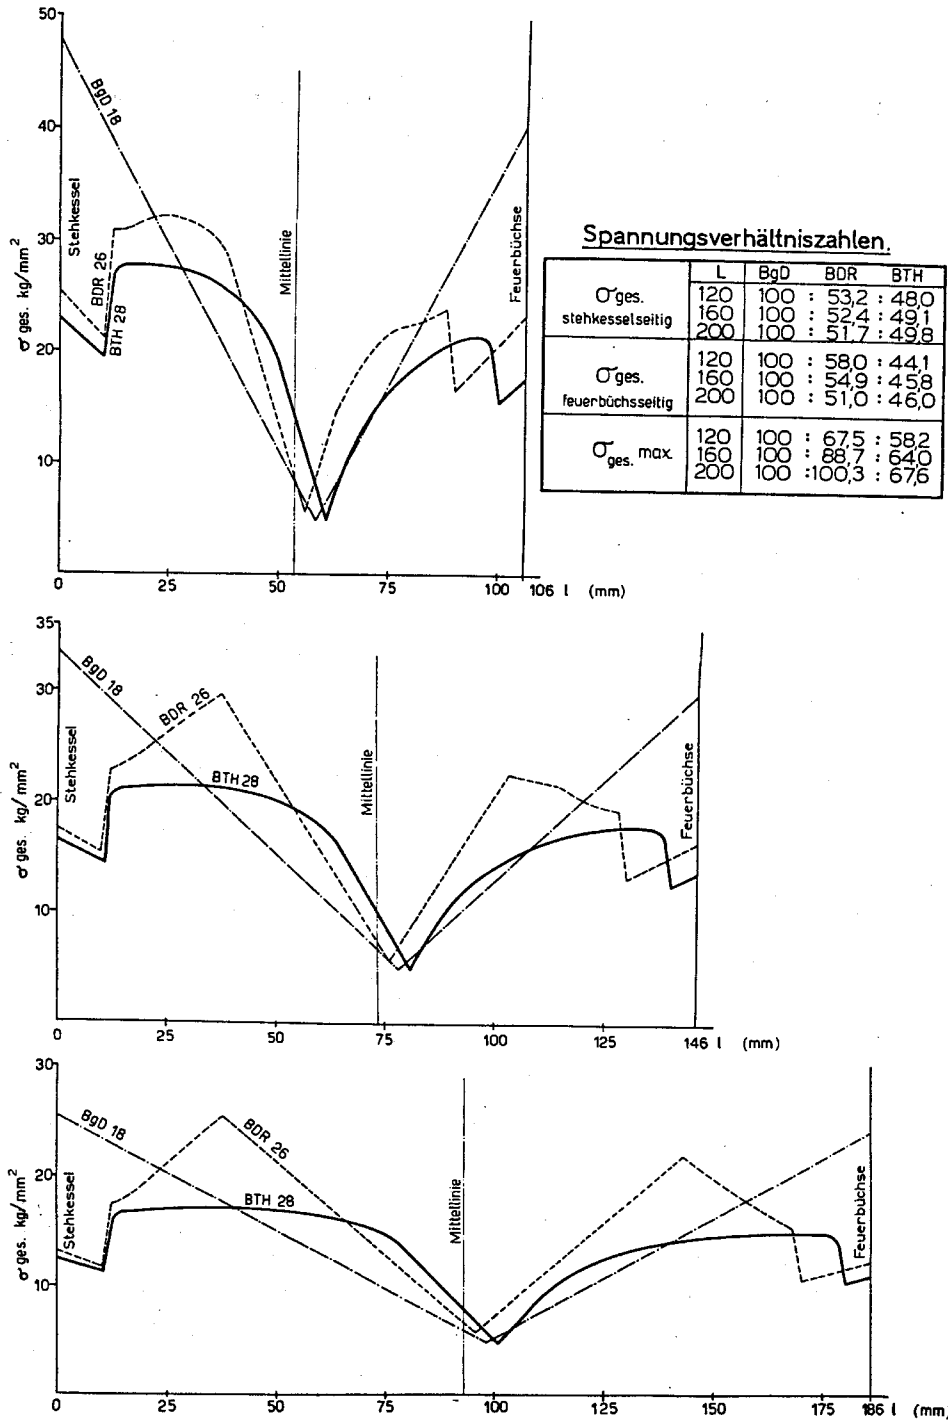 50
40
30
20
10
σ ges. kg/mm²
Stehkessel
BgD 18
BDR 26
BTH 28
Mittellinie
Feuerbüchse
0 25 50 75 100 106 l (mm)
Spannungsverhältniszahlen.
L BgD BDR BTH
σges. stehkesselseitig
120 100 : 53,2 : 48,0
160 100 : 52,4 : 49,1
200 100 : 51,7 : 49,8
σges. feuerbüchsseitig
120 100 : 58,0 : 44,1
160 100 : 54,9 : 45,8
200 100 : 51,0 : 46,0
σges. max.
120 100 : 67,5 : 58,2
160 100 : 88,7 : 64,0
200 100 : 100,3 : 67,6
35
30
20
10
σ ges. kg/mm²
Stehkessel
BgD 18
BDR 26
BTH 28
Mittellinie
Feuerbüchse
0 25 50 75 100 125 146 l (mm)
30
20
10
σ ges. kg/mm²
Stehkessel
BgD 18
BDR 26
BTH 28
Mittellinie
Feuerbüchse
0 25 50 75 100 125 150 175 186 l (mm)